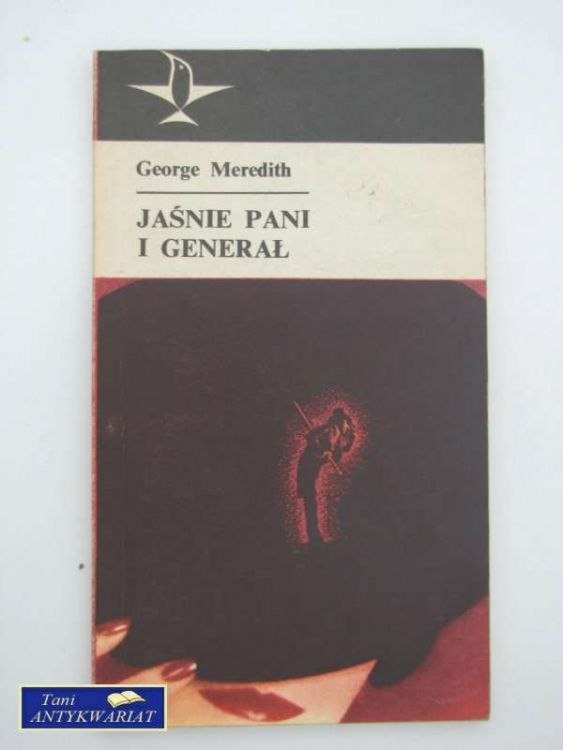 George Meredith
JAŚNIE PANI
I GENERAŁ
Tani
ANTYKWARIAT